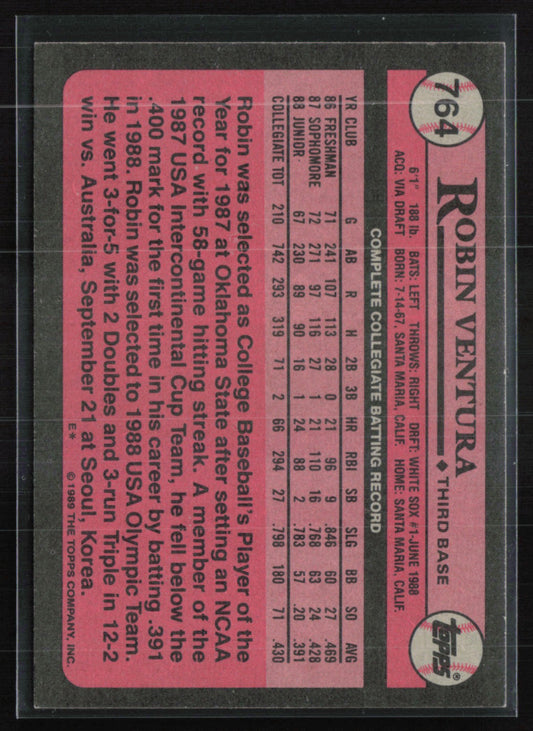 764
ROBIN VENTURA ♦ THIRD BASE
topps®
6'1" 188 lb. BATS: LEFT THROWS: RIGHT DRFT: WHITE SOX #1-JUNE 1988
ACQ: VIA DRAFT BORN: 7-14-67, SANTA MARIA, CALIF. HOME: SANTA MARIA, CALIF.
COMPLETE COLLEGIATE BATTING RECORD
YR CLUB G AB R H 2B 3B HR RBI SB SLG BB SO AVG
86 FRESHMAN 71 241 107 113 28 0 21 96 9 .846 60 27 .469
87 SOPHOMORE 72 271 97 116 27 1 21 110 16 .768 63 24 .428
88 JUNIOR 67 230 89 90 16 1 24 88 2 .783 57 20 .391
COLLEGIATE TOT 210 742 293 319 71 2 66 294 27 .798 180 71 .430
Robin was selected as College Baseball's Player of the
Year for 1987 at Oklahoma State after setting an NCAA
record with 58-game hitting streak. A member of the
1987 USA Intercontinental Cup Team, he fell below the
.400 mark for the first time in his career by batting .391
in 1988. Robin was selected to 1988 USA Olympic Team.
He went 3-for-5 with 2 Doubles and 3-run Triple in 12-2
win vs. Australia, September 21 at Seoul, Korea.
E* © 1989 THE TOPPS COMPANY, INC.